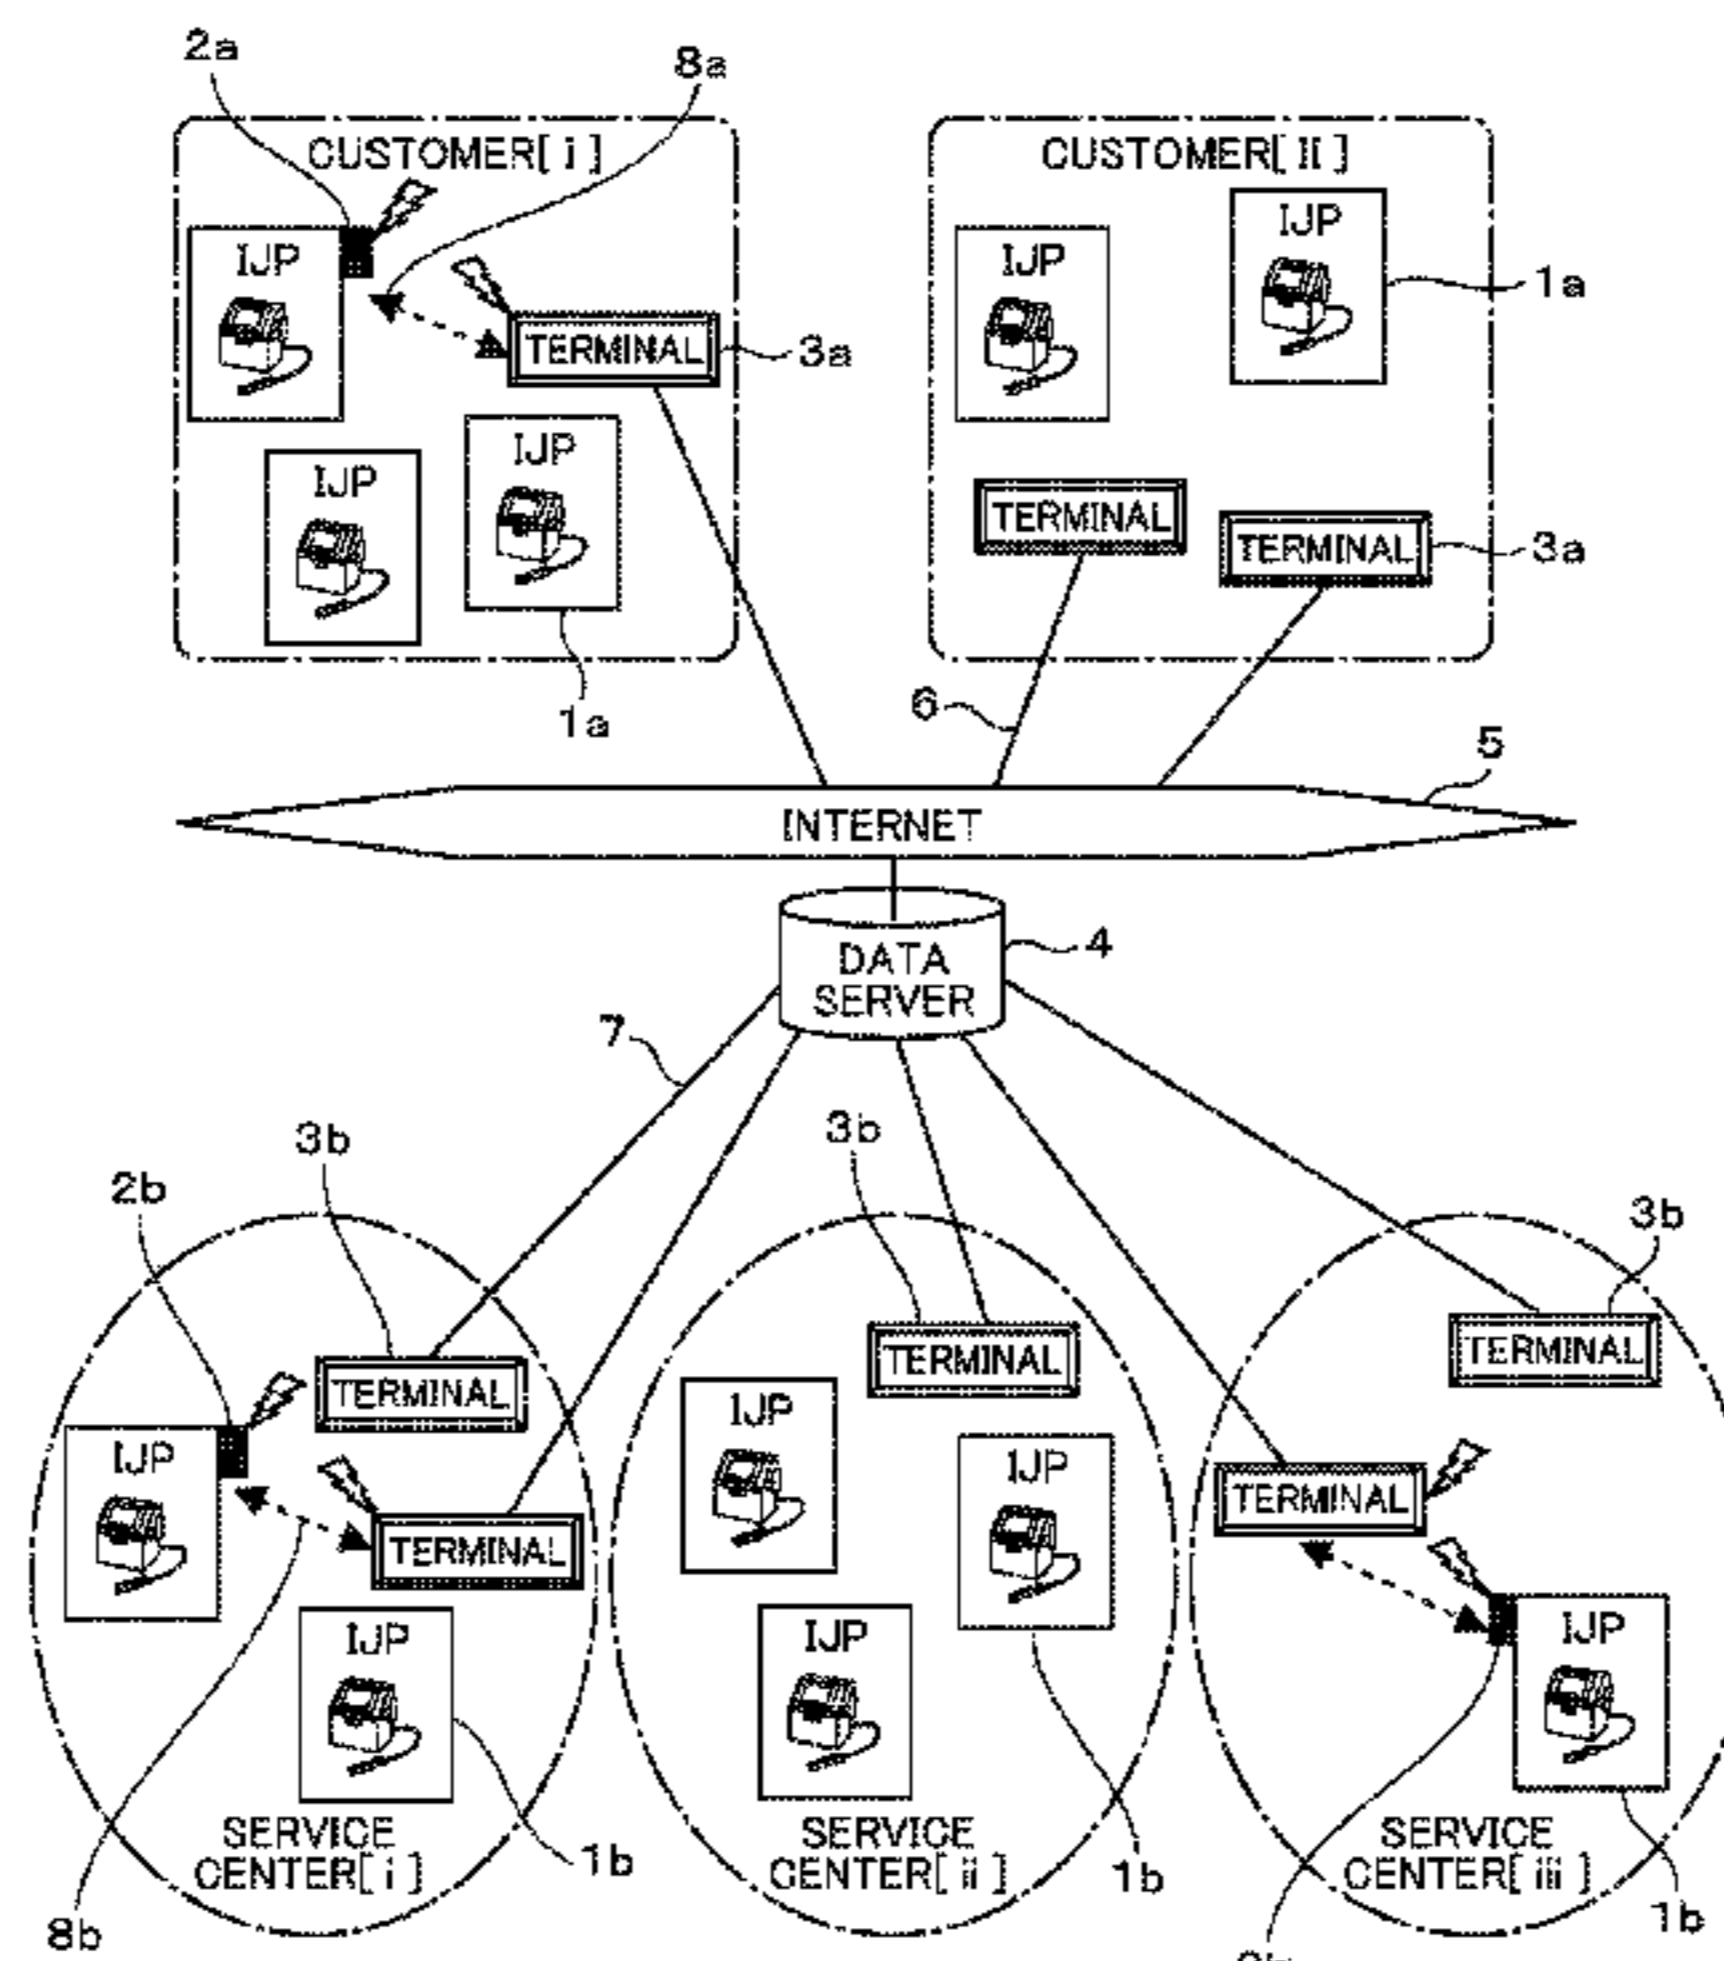 2a
8a
CUSTOMER[ i ]
CUSTOMER[ ii ]
IJP
IJP
IJP
IJP
1a
TERMINAL
3a
IJP
IJP
TERMINAL
TERMINAL
3a
1a
6
5
INTERNET
DATA
SERVER
4
7
3b
3b
2b
3b
TERMINAL
TERMINAL
TERMINAL
IJP
IJP
IJP
TERMINAL
TERMINAL
IJP
IJP
IJP
SERVICE
CENTER[ i ]
1b
SERVICE
CENTER[ ii ]
1b
SERVICE
CENTER[ iii ]
1b
8b